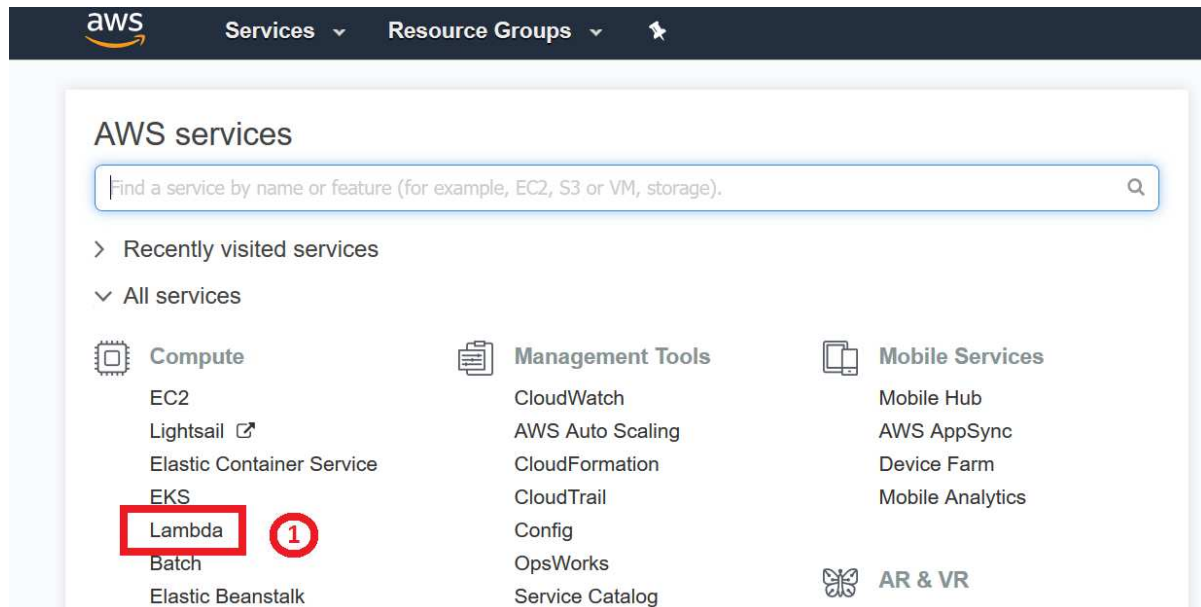 aws
Services
Resource Groups
AWS services
Find a service by name or feature (for example, EC2, S3 or VM, storage).
Recently visited services
All services
Compute
EC2
Lightsail
Elastic Container Service
EKS
Lambda
1
Batch
Elastic Beanstalk
Management Tools
CloudWatch
AWS Auto Scaling
CloudFormation
CloudTrail
Config
OpsWorks
Service Catalog
Mobile Services
Mobile Hub
AWS AppSync
Device Farm
Mobile Analytics
AR & VR